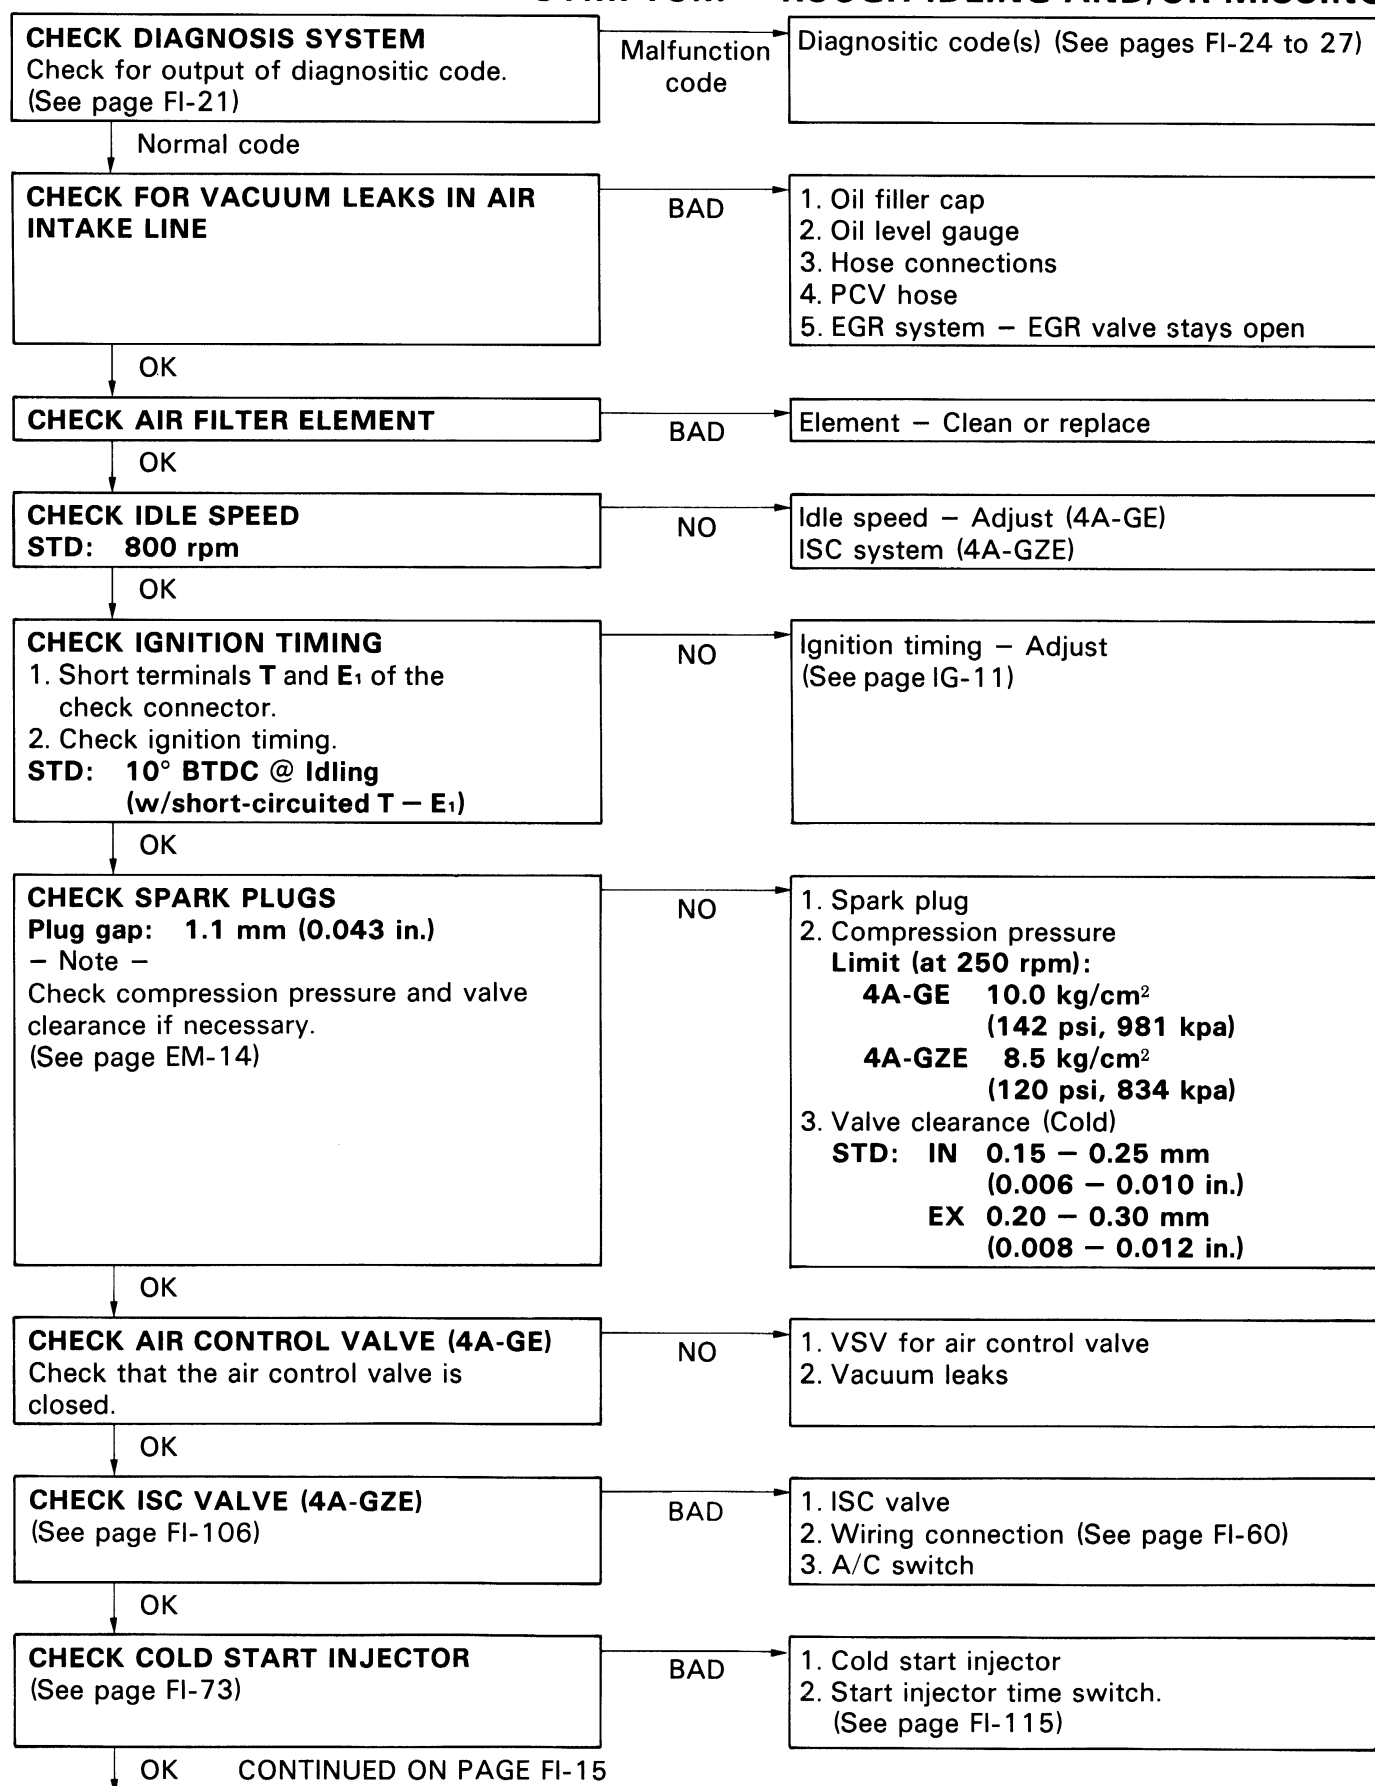 CHECK DIAGNOSIS SYSTEM
Check for output of diagnositic code.
(See page FI-21)
Malfunction
code
Diagnositic code(s) (See pages FI-24 to 27)
Normal code
CHECK FOR VACUUM LEAKS IN AIR
INTAKE LINE
BAD
1. Oil filler cap
2. Oil level gauge
3. Hose connections
4. PCV hose
5. EGR system — EGR valve stays open
OK
CHECK AIR FILTER ELEMENT
BAD
Element — Clean or replace
OK
CHECK IDLE SPEED
STD: 800 rpm
NO
Idle speed — Adjust (4A-GE)
ISC system (4A-GZE)
OK
CHECK IGNITION TIMING
1. Short terminals T and E₁ of the
check connector.
2. Check ignition timing.
STD: 10° BTDC @ Idling
(w/short-circuited T — E₁)
NO
Ignition timing — Adjust
(See page IG-11)
OK
CHECK SPARK PLUGS
Plug gap: 1.1 mm (0.043 in.)
— Note —
Check compression pressure and valve
clearance if necessary.
(See page EM-14)
NO
1. Spark plug
2. Compression pressure
Limit (at 250 rpm):
4A-GE 10.0 kg/cm²
(142 psi, 981 kpa)
4A-GZE 8.5 kg/cm²
(120 psi, 834 kpa)
3. Valve clearance (Cold)
STD: IN 0.15 — 0.25 mm
(0.006 — 0.010 in.)
EX 0.20 — 0.30 mm
(0.008 — 0.012 in.)
OK
CHECK AIR CONTROL VALVE (4A-GE)
Check that the air control valve is
closed.
NO
1. VSV for air control valve
2. Vacuum leaks
OK
CHECK ISC VALVE (4A-GZE)
(See page FI-106)
BAD
1. ISC valve
2. Wiring connection (See page FI-60)
3. A/C switch
OK
CHECK COLD START INJECTOR
(See page FI-73)
BAD
1. Cold start injector
2. Start injector time switch.
(See page FI-115)
OK CONTINUED ON PAGE FI-15